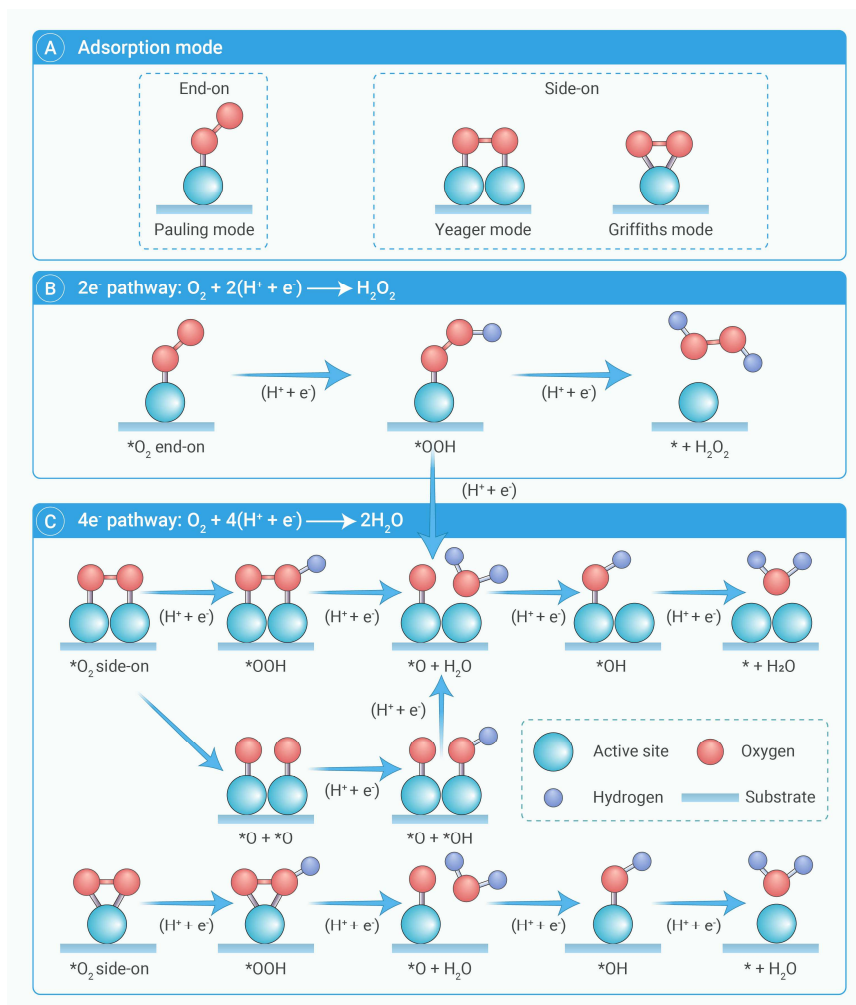 A Adsorption mode
End-on
Side-on
Pauling mode
Yeager mode
Griffiths mode
B 2e⁻ pathway: O₂ + 2(H⁺ + e⁻) ⟶ H₂O₂
(H⁺ + e⁻)
(H⁺ + e⁻)
*O₂ end-on
*OOH
* + H₂O₂
(H⁺ + e⁻)
C 4e⁻ pathway: O₂ + 4(H⁺ + e⁻) ⟶ 2H₂O
(H⁺ + e⁻)
(H⁺ + e⁻)
(H⁺ + e⁻)
(H⁺ + e⁻)
*O₂ side-on
*OOH
*O + H₂O
*OH
* + H₂O
(H⁺ + e⁻)
(H⁺ + e⁻)
*O + *O
*O + *OH
Active site
Oxygen
Hydrogen
Substrate
(H⁺ + e⁻)
(H⁺ + e⁻)
(H⁺ + e⁻)
(H⁺ + e⁻)
*O₂ side-on
*OOH
*O + H₂O
*OH
* + H₂O